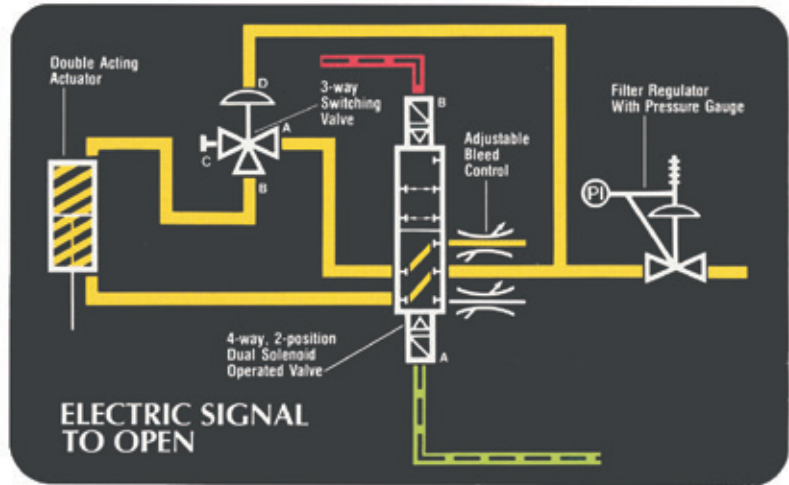 Double Acting
Actuator
D
3-way
Switching
Valve
A
C
B
B
Adjustable
Bleed
Control
Filter Regulator
With Pressure Gauge
PI
4-way, 2-position
Dual Solenoid
Operated Valve
A
ELECTRIC SIGNAL
TO OPEN